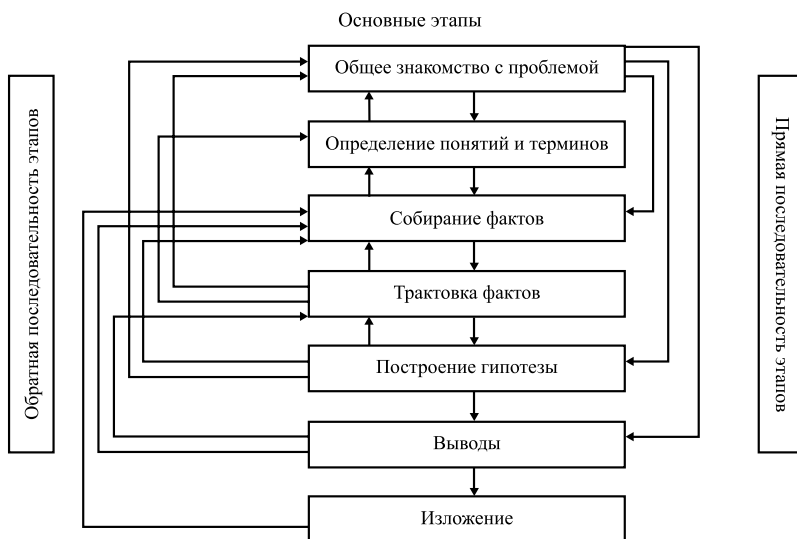 Основные этапы
Общее знакомство с проблемой
Определение понятий и терминов
Собирание фактов
Трактовка фактов
Построение гипотезы
Выводы
Изложение
Обратная последовательность этапов
Прямая последовательность этапов